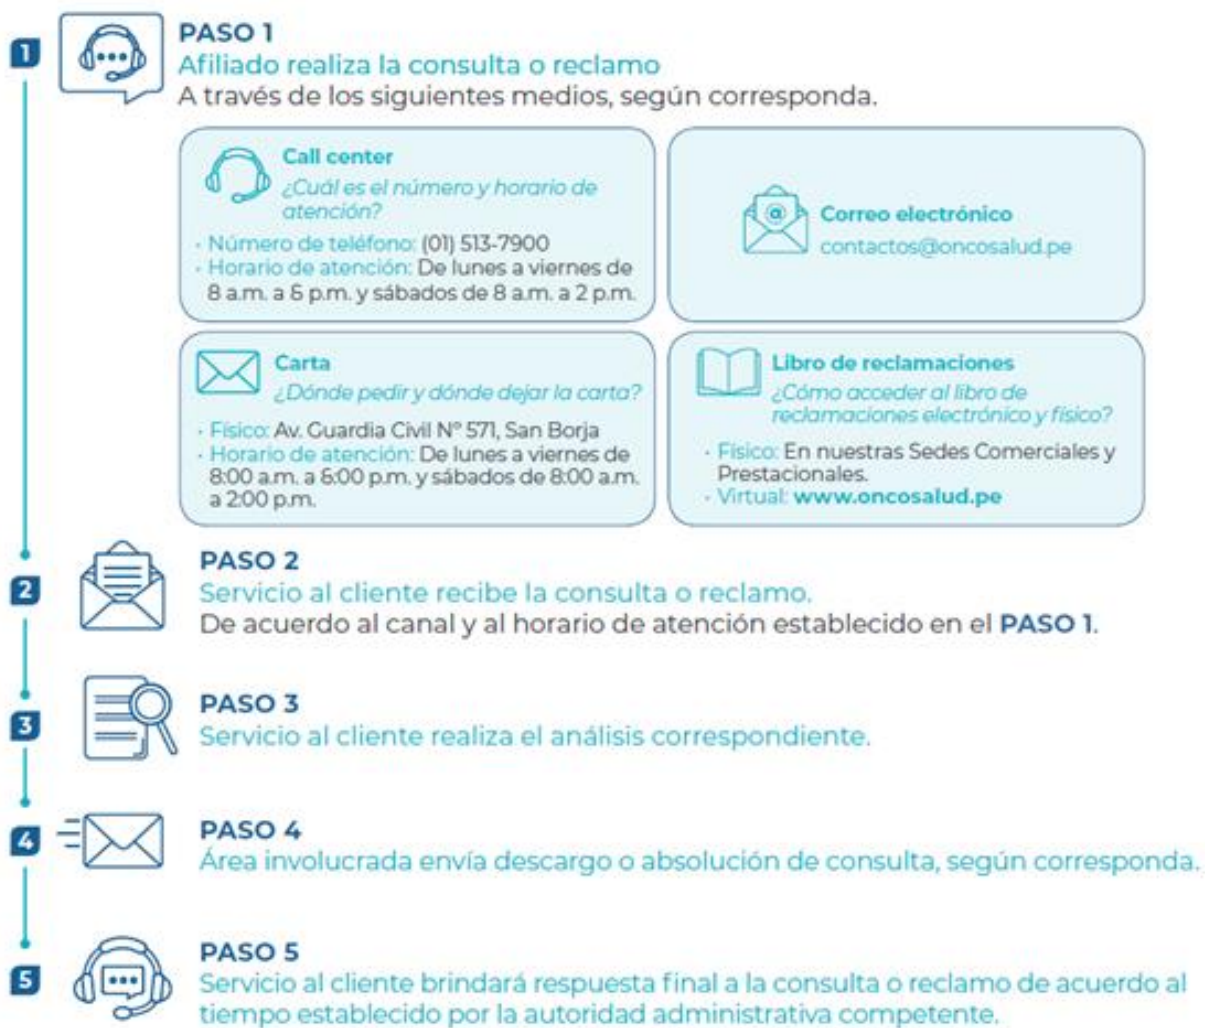 1
PASO 1
Afiliado realiza la consulta o reclamo
A través de los siguientes medios, según corresponda.
Call center
¿Cuál es el número y horario de
atención?
· Número de teléfono: (01) 513-7900
· Horario de atención: De lunes a viernes de
8 a.m. a 6 p.m. y sábados de 8 a.m. a 2 p.m.
@
Correo electrónico
contactos@oncosalud.pe
Carta
¿Dónde pedir y dónde dejar la carta?
· Físico: Av. Guardia Civil Nº 571, San Borja
· Horario de atención: De lunes a viernes de
8:00 a.m. a 6:00 p.m. y sábados de 8:00 a.m.
a 2:00 p.m.
Libro de reclamaciones
¿Cómo acceder al libro de
reclamaciones electrónico y físico?
· Físico: En nuestras Sedes Comerciales y
Prestacionales.
· Virtual: www.oncosalud.pe
2
PASO 2
Servicio al cliente recibe la consulta o reclamo.
De acuerdo al canal y al horario de atención establecido en el PASO 1.
3
PASO 3
Servicio al cliente realiza el análisis correspondiente.
4
PASO 4
Área involucrada envía descargo o absolución de consulta, según corresponda.
5
PASO 5
Servicio al cliente brindará respuesta final a la consulta o reclamo de acuerdo al
tiempo establecido por la autoridad administrativa competente.